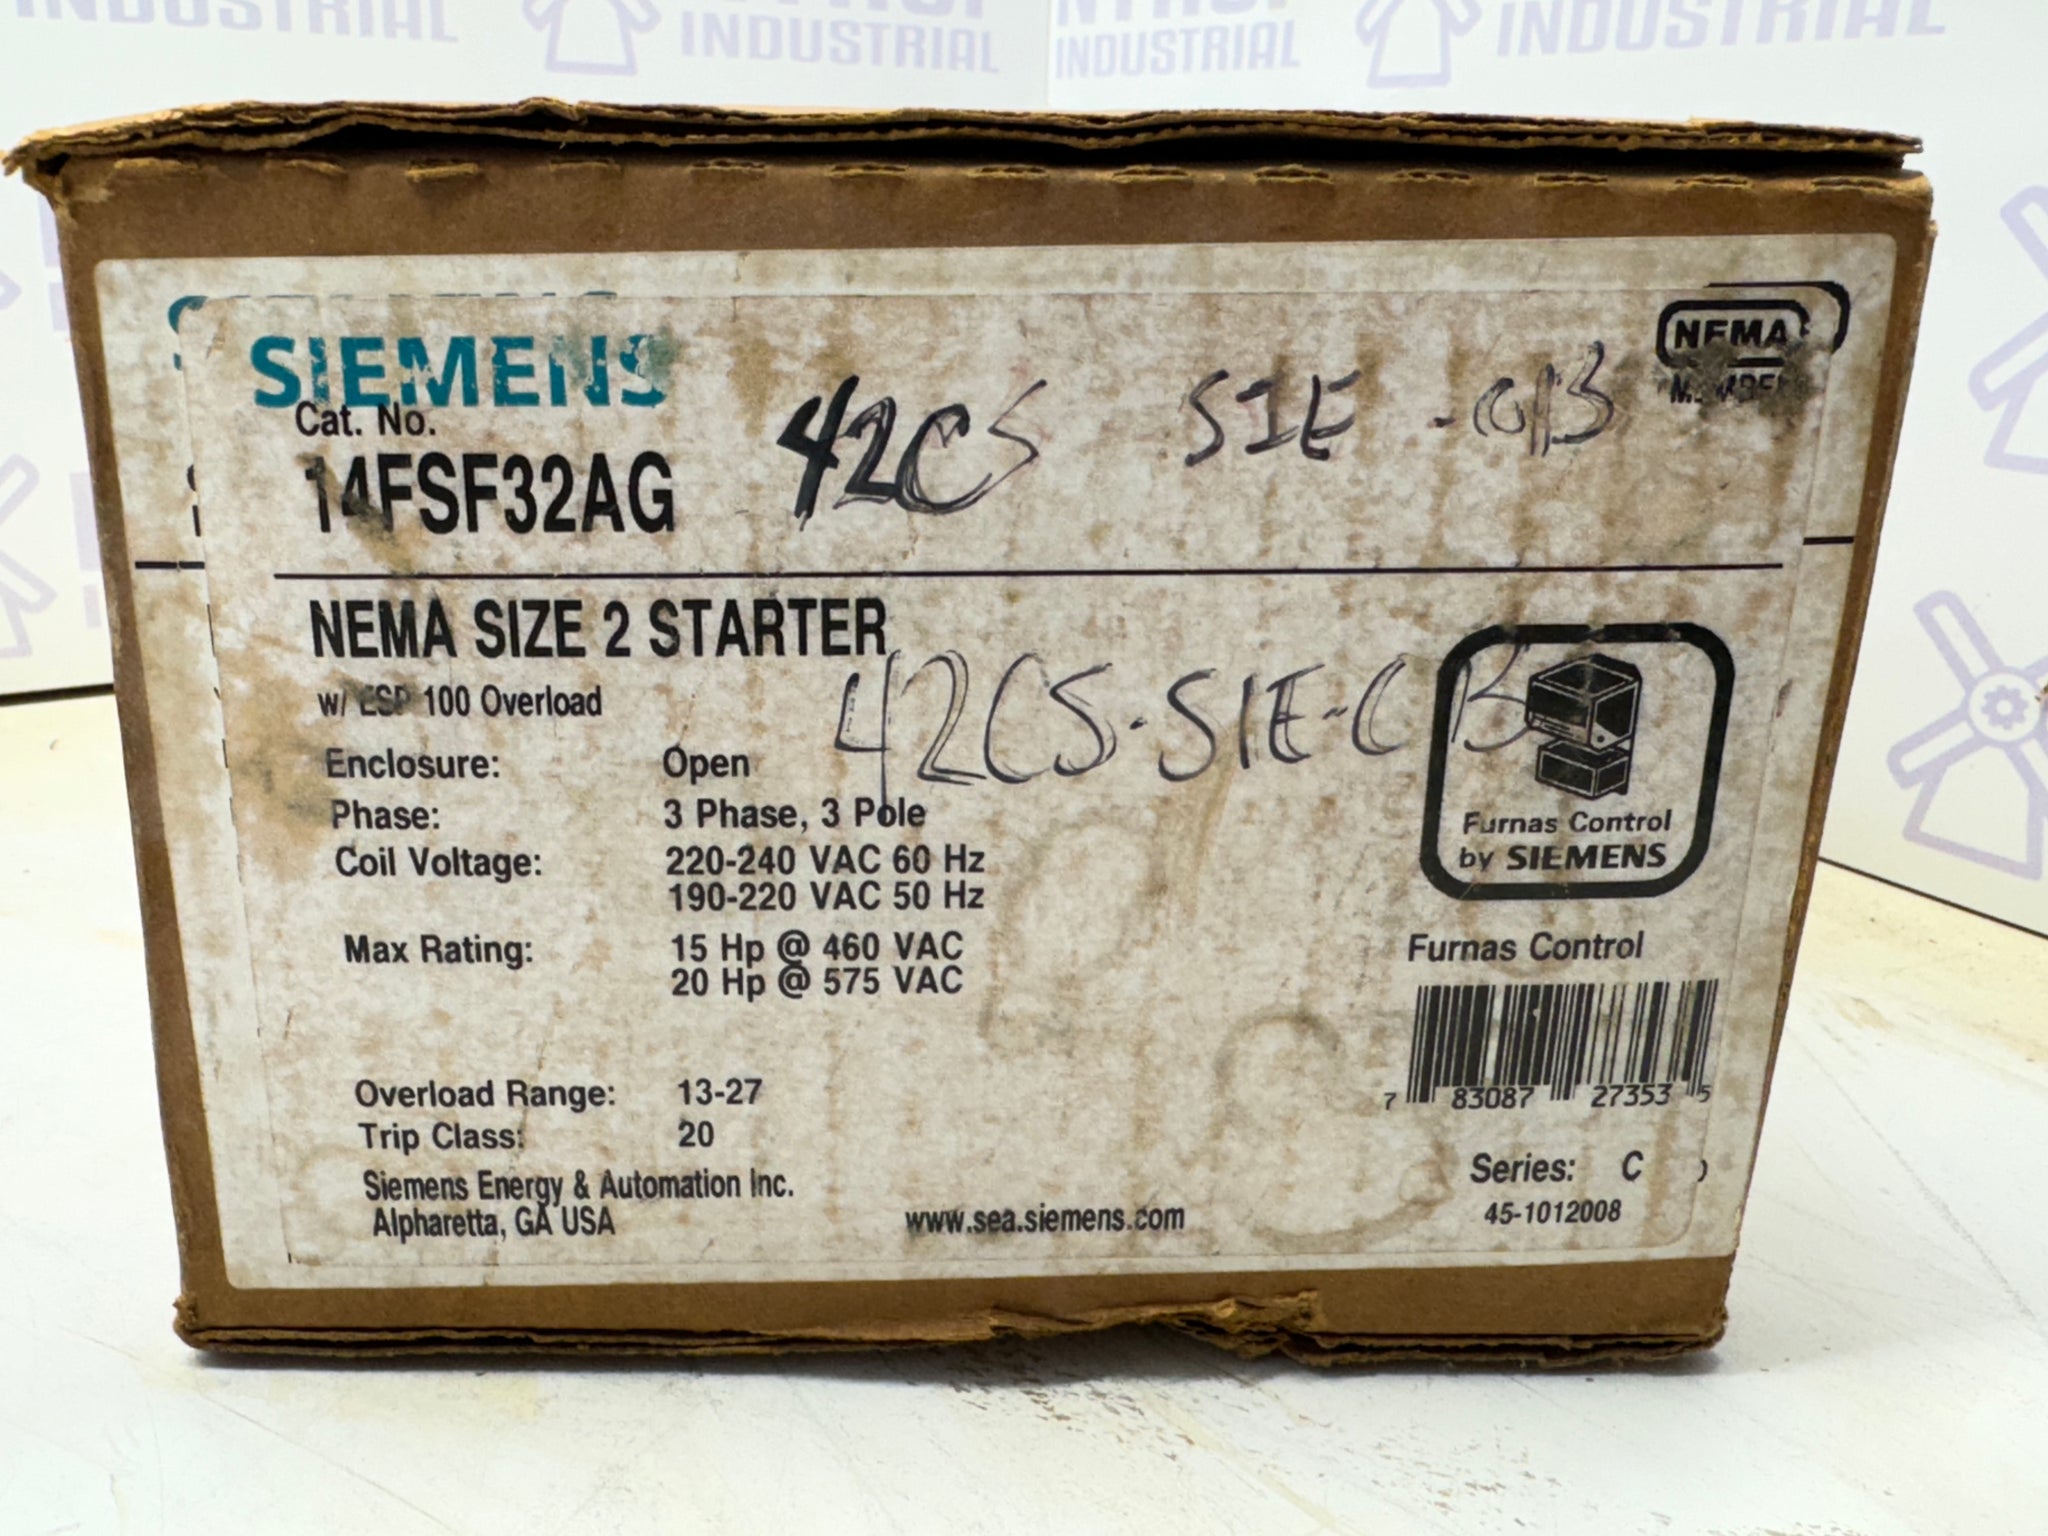 INDUSTRIAL
INDUSTRIAL
INDUSTRIAL
INDUSTRIAL
SIEMENS
NEMA
MEMBER
Cat. No.
14FSF32AG
42CS SIE
NEMA SIZE 2 STARTER
w/ ESP 100 Overload
42CS-SIE-CB
Enclosure: Open
Phase: 3 Phase, 3 Pole
Coil Voltage: 220-240 VAC 60 Hz
190-220 VAC 50 Hz
Max Rating: 15 Hp @ 460 VAC
20 Hp @ 575 VAC
Furnas Control
by SIEMENS
Furnas Control
7 83087 27353 5
Overload Range: 13-27
Trip Class: 20
Siemens Energy & Automation Inc.
Alpharetta, GA USA
www.sea.siemens.com
Series: C
45-1012008